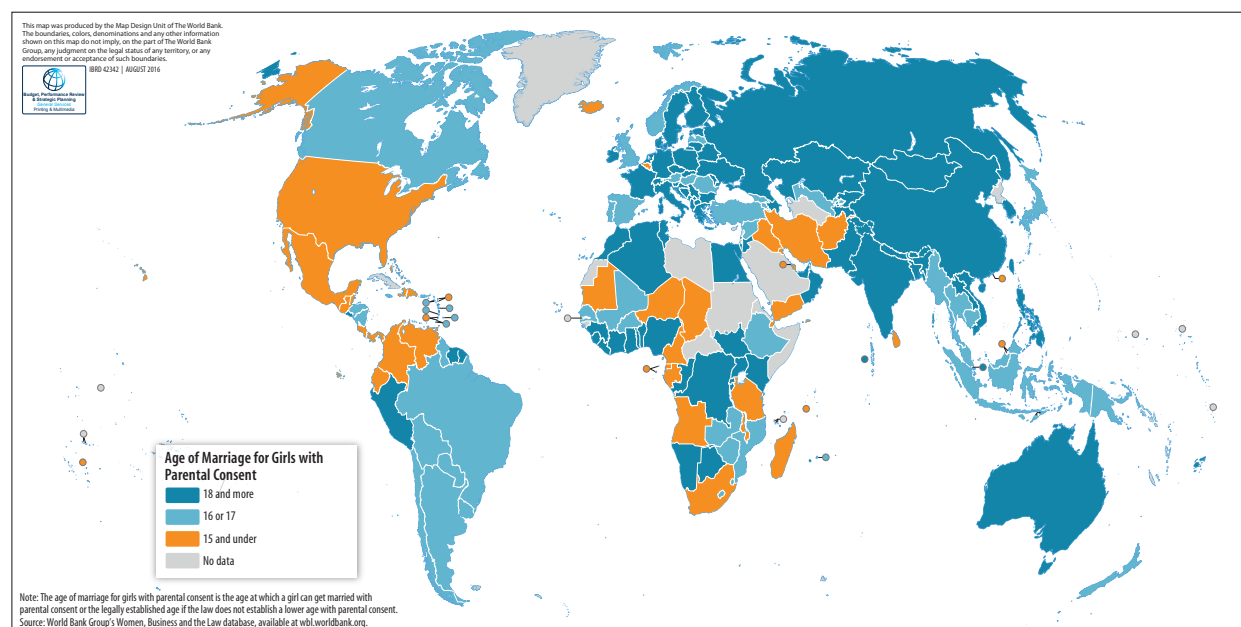 This map was produced by the Map Design Unit of The World Bank.
The boundaries, colors, denominations and any other information
shown on this map do not imply, on the part of The World Bank
Group, any judgment on the legal status of any territory, or any
endorsement or acceptance of such boundaries.
IBRD 42342 | AUGUST 2016
Budget, Performance Review
& Strategic Planning
General Services
Printing & Multimedia
Age of Marriage for Girls with
Parental Consent
18 and more
16 or 17
15 and under
No data
Note: The age of marriage for girls with parental consent is the age at which a girl can get married with
parental consent or the legally established age if the law does not establish a lower age with parental consent.
Source: World Bank Group's Women, Business and the Law database, available at wbl.worldbank.org.